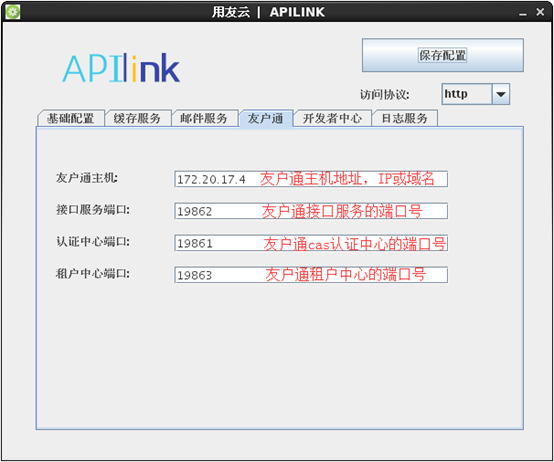 用友云 | APILINK
APIlink
保存配置
访问协议: http
基础配置 缓存服务 邮件服务 友户通 开发者中心 日志服务
友户通主机: 172.20.17.4 友户通主机地址，IP或域名
接口服务端口: 19862 友户通接口服务的端口号
认证中心端口: 19861 友户通cas认证中心的端口号
租户中心端口: 19863 友户通租户中心的端口号